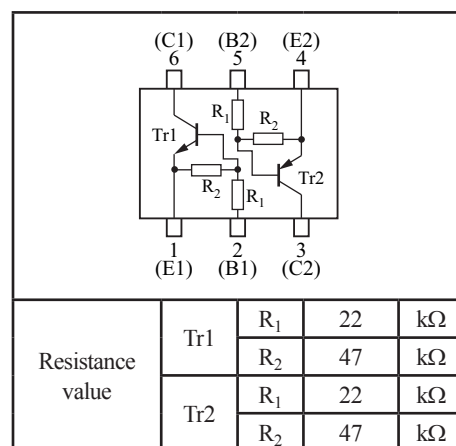 (C1) (B2) (E2)
6 5 4
R1
R2
Tr1
Tr2
R2
R1
1 2 3
(E1) (B1) (C2)
Resistance value
Tr1 R1 22 kΩ
R2 47 kΩ
Tr2 R1 22 kΩ
R2 47 kΩ